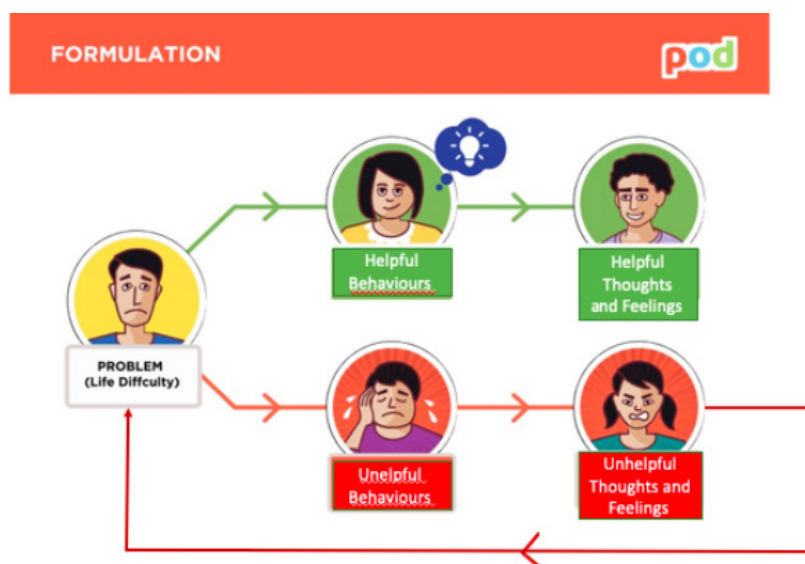 FORMULATION
pod
Helpful
Behaviours
Helpful
Thoughts
and Feelings
PROBLEM
(Life Diffculty)
Unelpful
Behaviours
Unhelpful
Thoughts and
Feelings